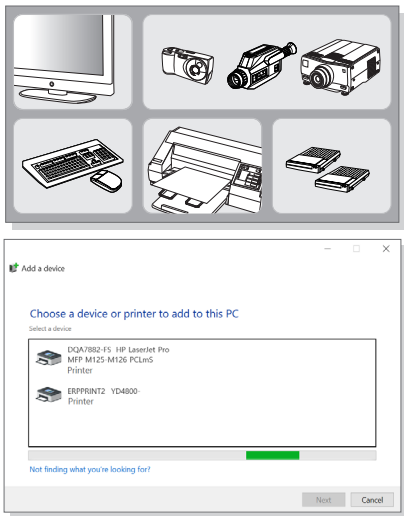 Add a device
Choose a device or printer to add to this PC
Select a device
DQA7882-F5 HP LaserJet Pro
MFP M125-M126 PCLmS
Printer
ERPPRINT2 YD4800-
Printer
Not finding what you're looking for?
Next Cancel